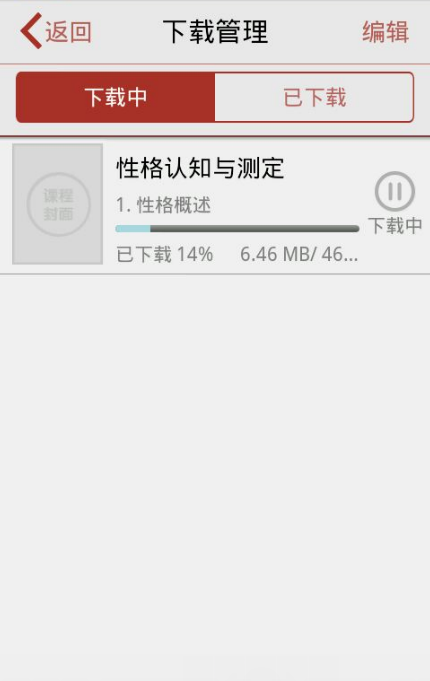 返回
下载管理
编辑
下载中
已下载
课程
封面
性格认知与测定
1. 性格概述
下载中
已下载 14%
6.46 MB/ 46...